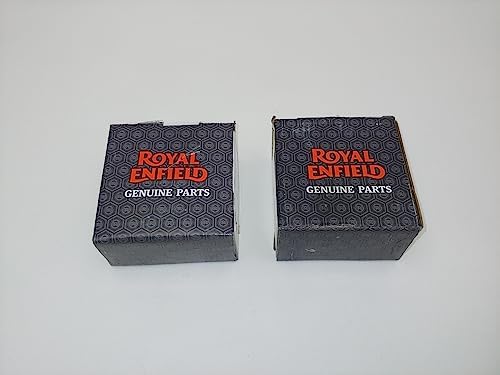 ROYAL
ENFIELD
GENUINE PARTS
ROYAL
ENFIELD
GENUINE PARTS